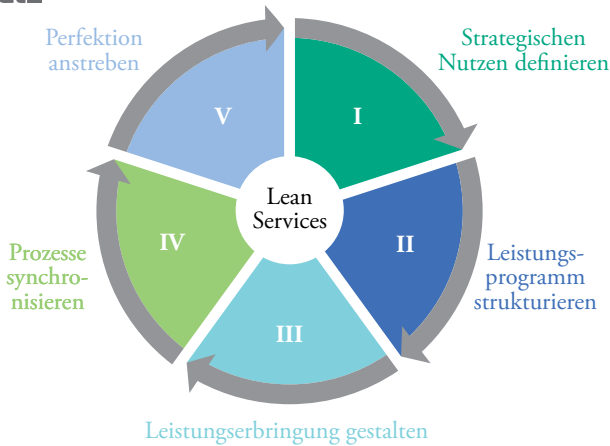 Perfektion
anstreben
Strategischen
Nutzen definieren
V
I
Lean
Services
IV
II
Prozesse
synchro-
nisieren
Leistungs-
programm
strukturieren
III
Leistungserbringung gestalten